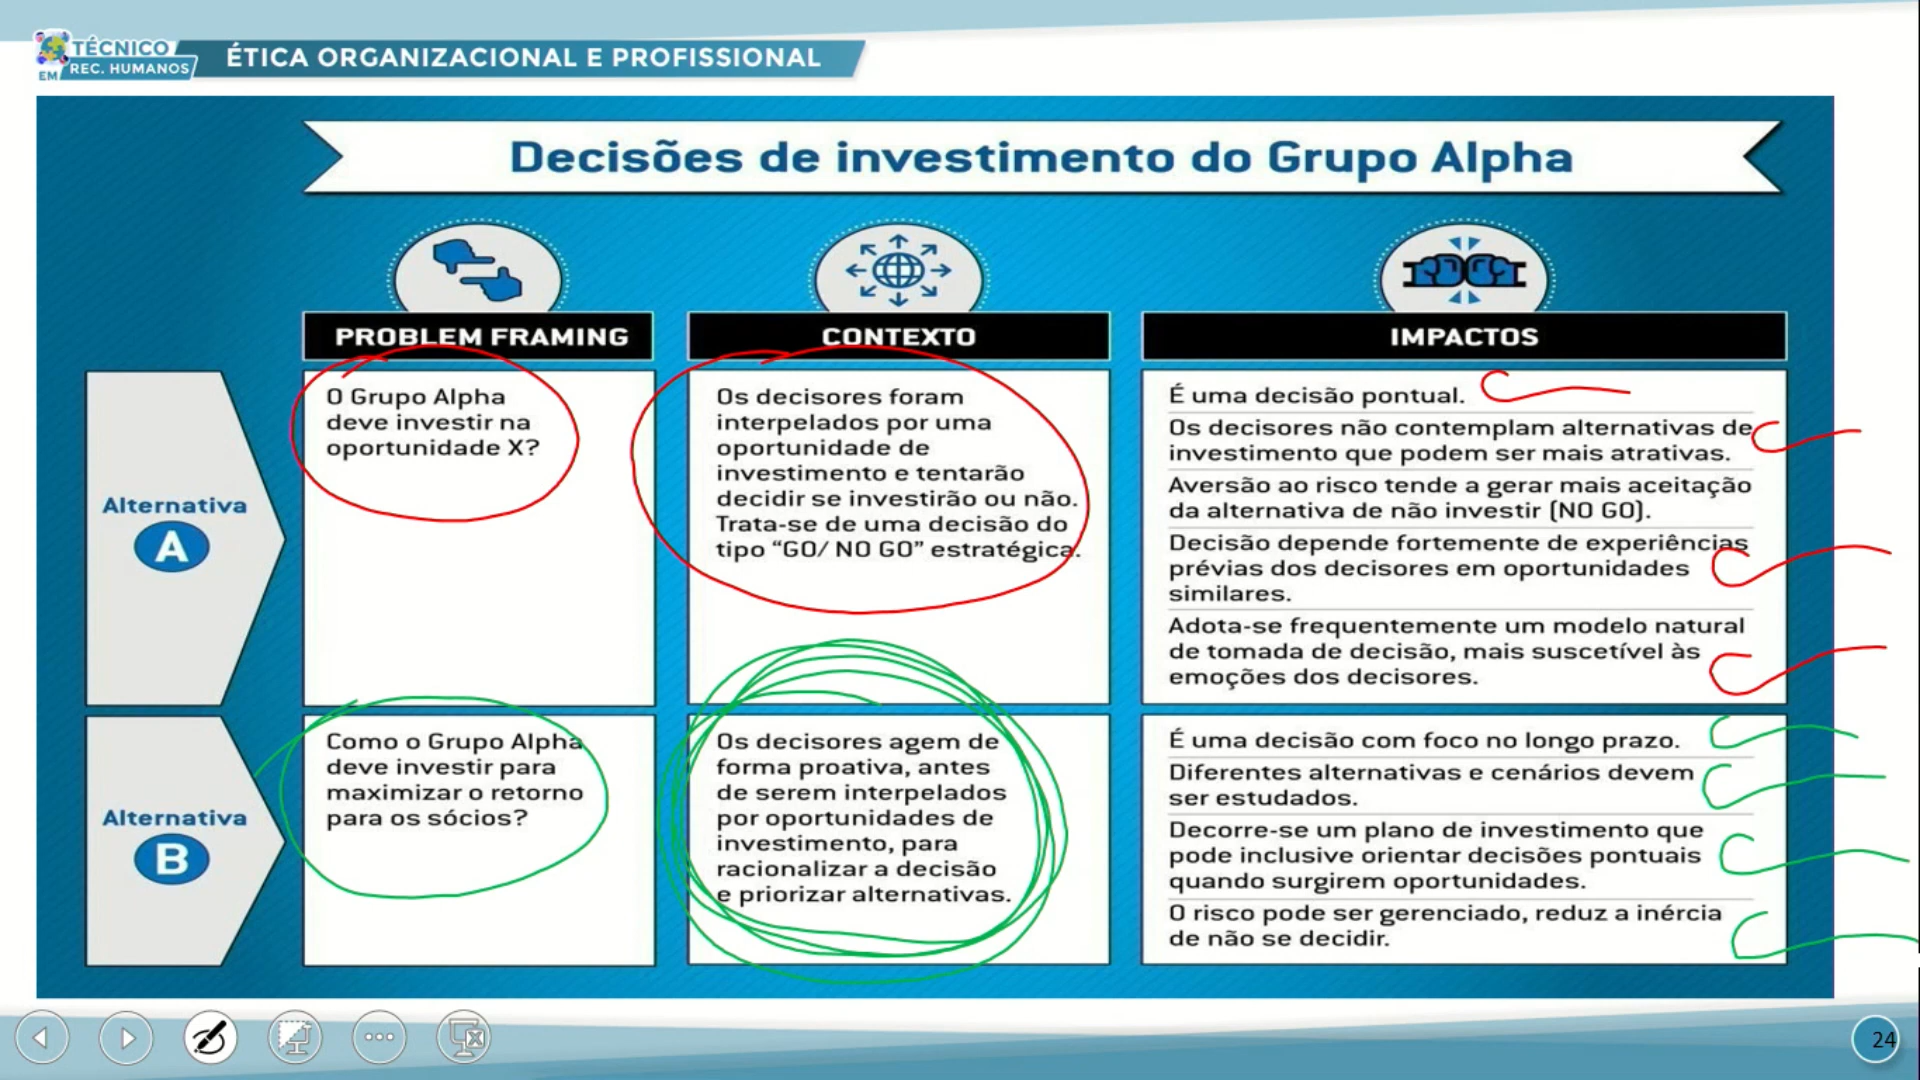 TÉCNICO
EM REC. HUMANOS
ÉTICA ORGANIZACIONAL E PROFISSIONAL
Decisões de investimento do Grupo Alpha
PROBLEM FRAMING
CONTEXTO
IMPACTOS
Alternativa
A
O Grupo Alpha
deve investir na
oportunidade X?
Os decisores foram
interpelados por uma
oportunidade de
investimento e tentarão
decidir se investirão ou não.
Trata-se de uma decisão do
tipo “GO/ NO GO” estratégica.
É uma decisão pontual.
Os decisores não contemplam alternativas de
investimento que podem ser mais atrativas.
Aversão ao risco tende a gerar mais aceitação
da alternativa de não investir (NO GO).
Decisão depende fortemente de experiências
prévias dos decisores em oportunidades
similares.
Adota-se frequentemente um modelo natural
de tomada de decisão, mais suscetível às
emoções dos decisores.
Alternativa
B
Como o Grupo Alpha
deve investir para
maximizar o retorno
para os sócios?
Os decisores agem de
forma proativa, antes
de serem interpelados
por oportunidades de
investimento, para
racionalizar a decisão
e priorizar alternativas.
É uma decisão com foco no longo prazo.
Diferentes alternativas e cenários devem
ser estudados.
Decorre-se um plano de investimento que
pode inclusive orientar decisões pontuais
quando surgirem oportunidades.
O risco pode ser gerenciado, reduz a inércia
de não se decidir.
24